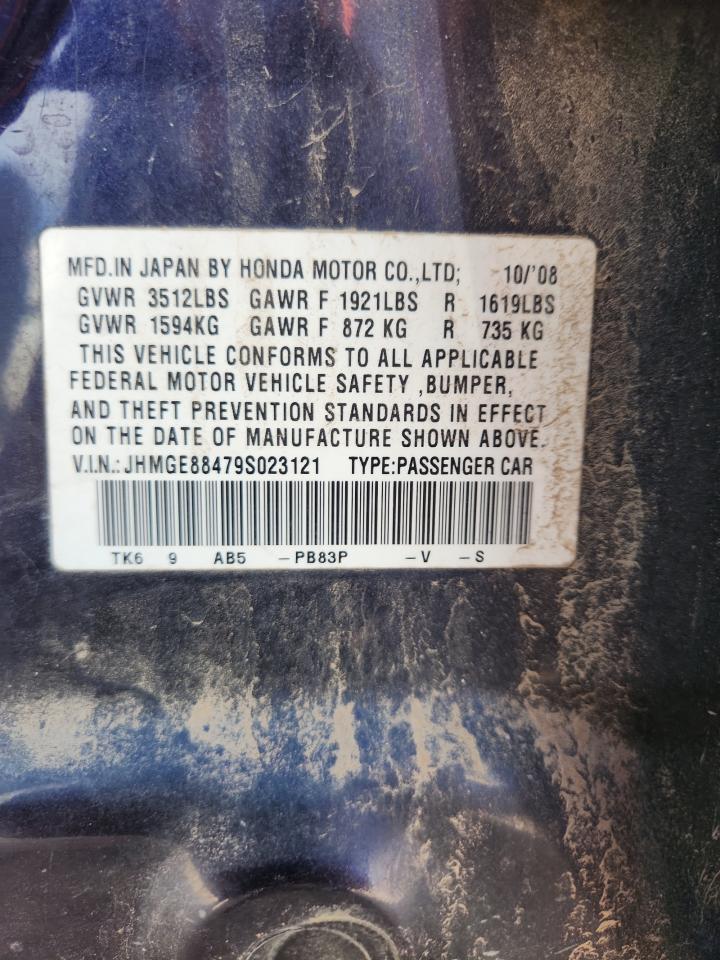 MFD.IN JAPAN BY HONDA MOTOR CO.,LTD; 10/'08
GVWR 3512LBS GAWR F 1921LBS R 1619LBS
GVWR 1594KG GAWR F 872 KG R 735 KG
THIS VEHICLE CONFORMS TO ALL APPLICABLE
FEDERAL MOTOR VEHICLE SAFETY ,BUMPER,
AND THEFT PREVENTION STANDARDS IN EFFECT
ON THE DATE OF MANUFACTURE SHOWN ABOVE.
V.I.N.: JHMGE88479S023121 TYPE:PASSENGER CAR
TK6 9 AB5 -PB83P -V -S